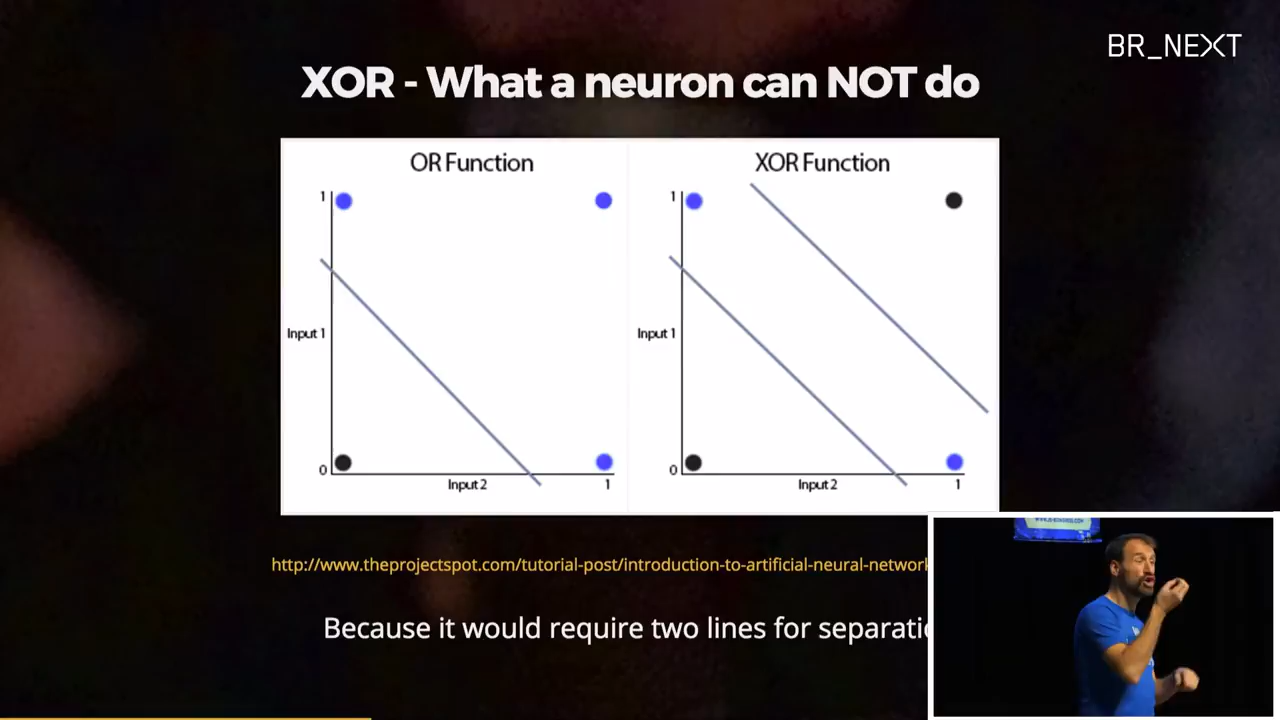 BR_NEXT
XOR - What a neuron can NOT do
OR Function
XOR Function
1
1
Input 1
Input 1
0
0
Input 2
1
Input 2
1
http://www.theprojectspot.com/tutorial-post/introduction-to-artificial-neural-network
Because it would require two lines for